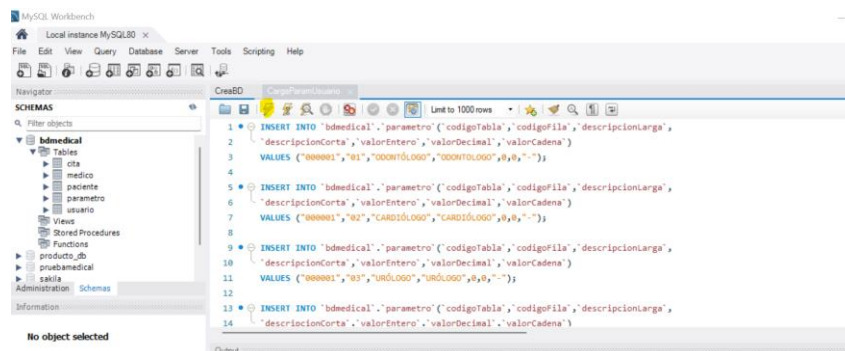 MySQL Workbench
Local instance MySQL80 ×
File Edit View Query Database Server Tools Scripting Help
Navigator
SCHEMAS
Filter objects
bdmedical
Tables
cita
medico
paciente
parametro
usuario
Views
Stored Procedures
Functions
producto_db
pruebamedical
sakila
Administration Schemas
Information
No object selected
CreaBD CargoParamUsuario ×
Limit to 1000 rows
1 INSERT INTO `bdmedical`.`parametro`(`codigoTabla`,`codigoFila`,`descripcionLarga`,
2 `descripcionCorta`,`valorEntero`,`valorDecimal`,`valorCadena`)
3 VALUES ("000001","01","ODONTÓLOGO","ODONTOLOGO",0,0,"-");
4
5 INSERT INTO `bdmedical`.`parametro`(`codigoTabla`,`codigoFila`,`descripcionLarga`,
6 `descripcionCorta`,`valorEntero`,`valorDecimal`,`valorCadena`)
7 VALUES ("000001","02","CARDIÓLOGO","CARDIÓLOGO",0,0,"-");
8
9 INSERT INTO `bdmedical`.`parametro`(`codigoTabla`,`codigoFila`,`descripcionLarga`,
10 `descripcionCorta`,`valorEntero`,`valorDecimal`,`valorCadena`)
11 VALUES ("000001","03","URÓLOGO","URÓLOGO",0,0,"-");
12
13 INSERT INTO `bdmedical`.`parametro`(`codigoTabla`,`codigoFila`,`descripcionLarga`,
14 `descripcionCorta`,`valorEntero`,`valorDecimal`,`valorCadena`)
Output